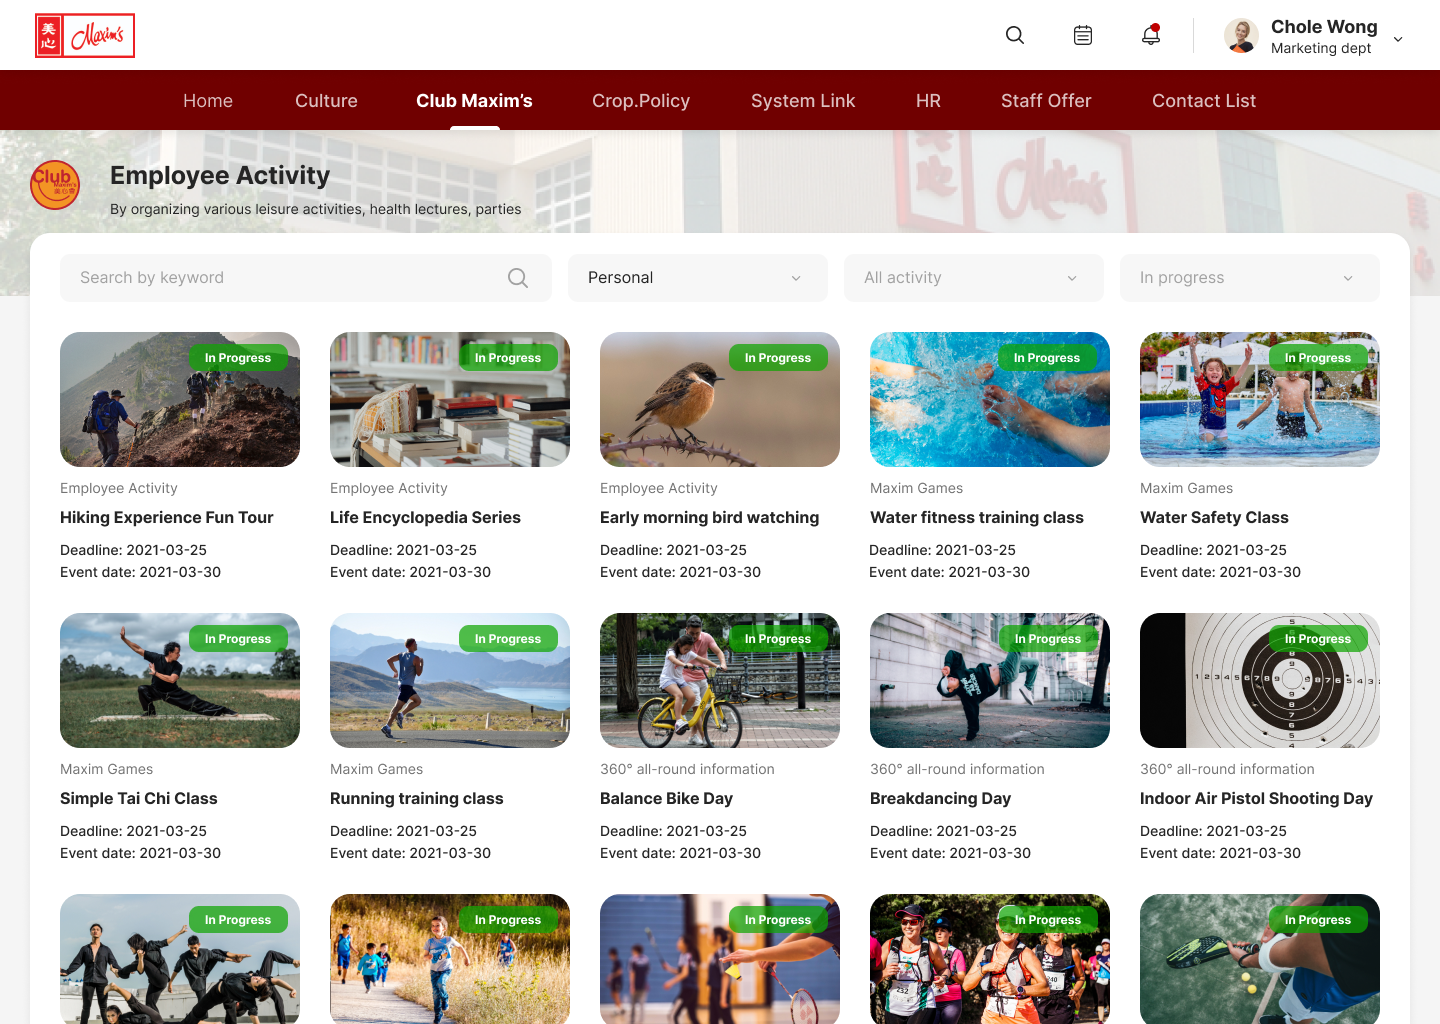 美心 Maxim's
Chole Wong
Marketing dept
Home Culture Club Maxim's Crop.Policy System Link HR Staff Offer Contact List
Club
Maxim's
美心會
Employee Activity
By organizing various leisure activities, health lectures, parties
美心 Maxim's
Search by keyword Personal All activity In progress
In Progress In Progress In Progress In Progress In Progress
Employee Activity Employee Activity Employee Activity Maxim Games Maxim Games
Hiking Experience Fun Tour Life Encyclopedia Series Early morning bird watching Water fitness training class Water Safety Class
Deadline: 2021-03-25 Deadline: 2021-03-25 Deadline: 2021-03-25 Deadline: 2021-03-25 Deadline: 2021-03-25
Event date: 2021-03-30 Event date: 2021-03-30 Event date: 2021-03-30 Event date: 2021-03-30 Event date: 2021-03-30
In Progress In Progress In Progress In Progress In Progress
Maxim Games Maxim Games 360° all-round information 360° all-round information 360° all-round information
Simple Tai Chi Class Running training class Balance Bike Day Breakdancing Day Indoor Air Pistol Shooting Day
Deadline: 2021-03-25 Deadline: 2021-03-25 Deadline: 2021-03-25 Deadline: 2021-03-25 Deadline: 2021-03-25
Event date: 2021-03-30 Event date: 2021-03-30 Event date: 2021-03-30 Event date: 2021-03-30 Event date: 2021-03-30
In Progress In Progress In Progress In Progress In Progress
232